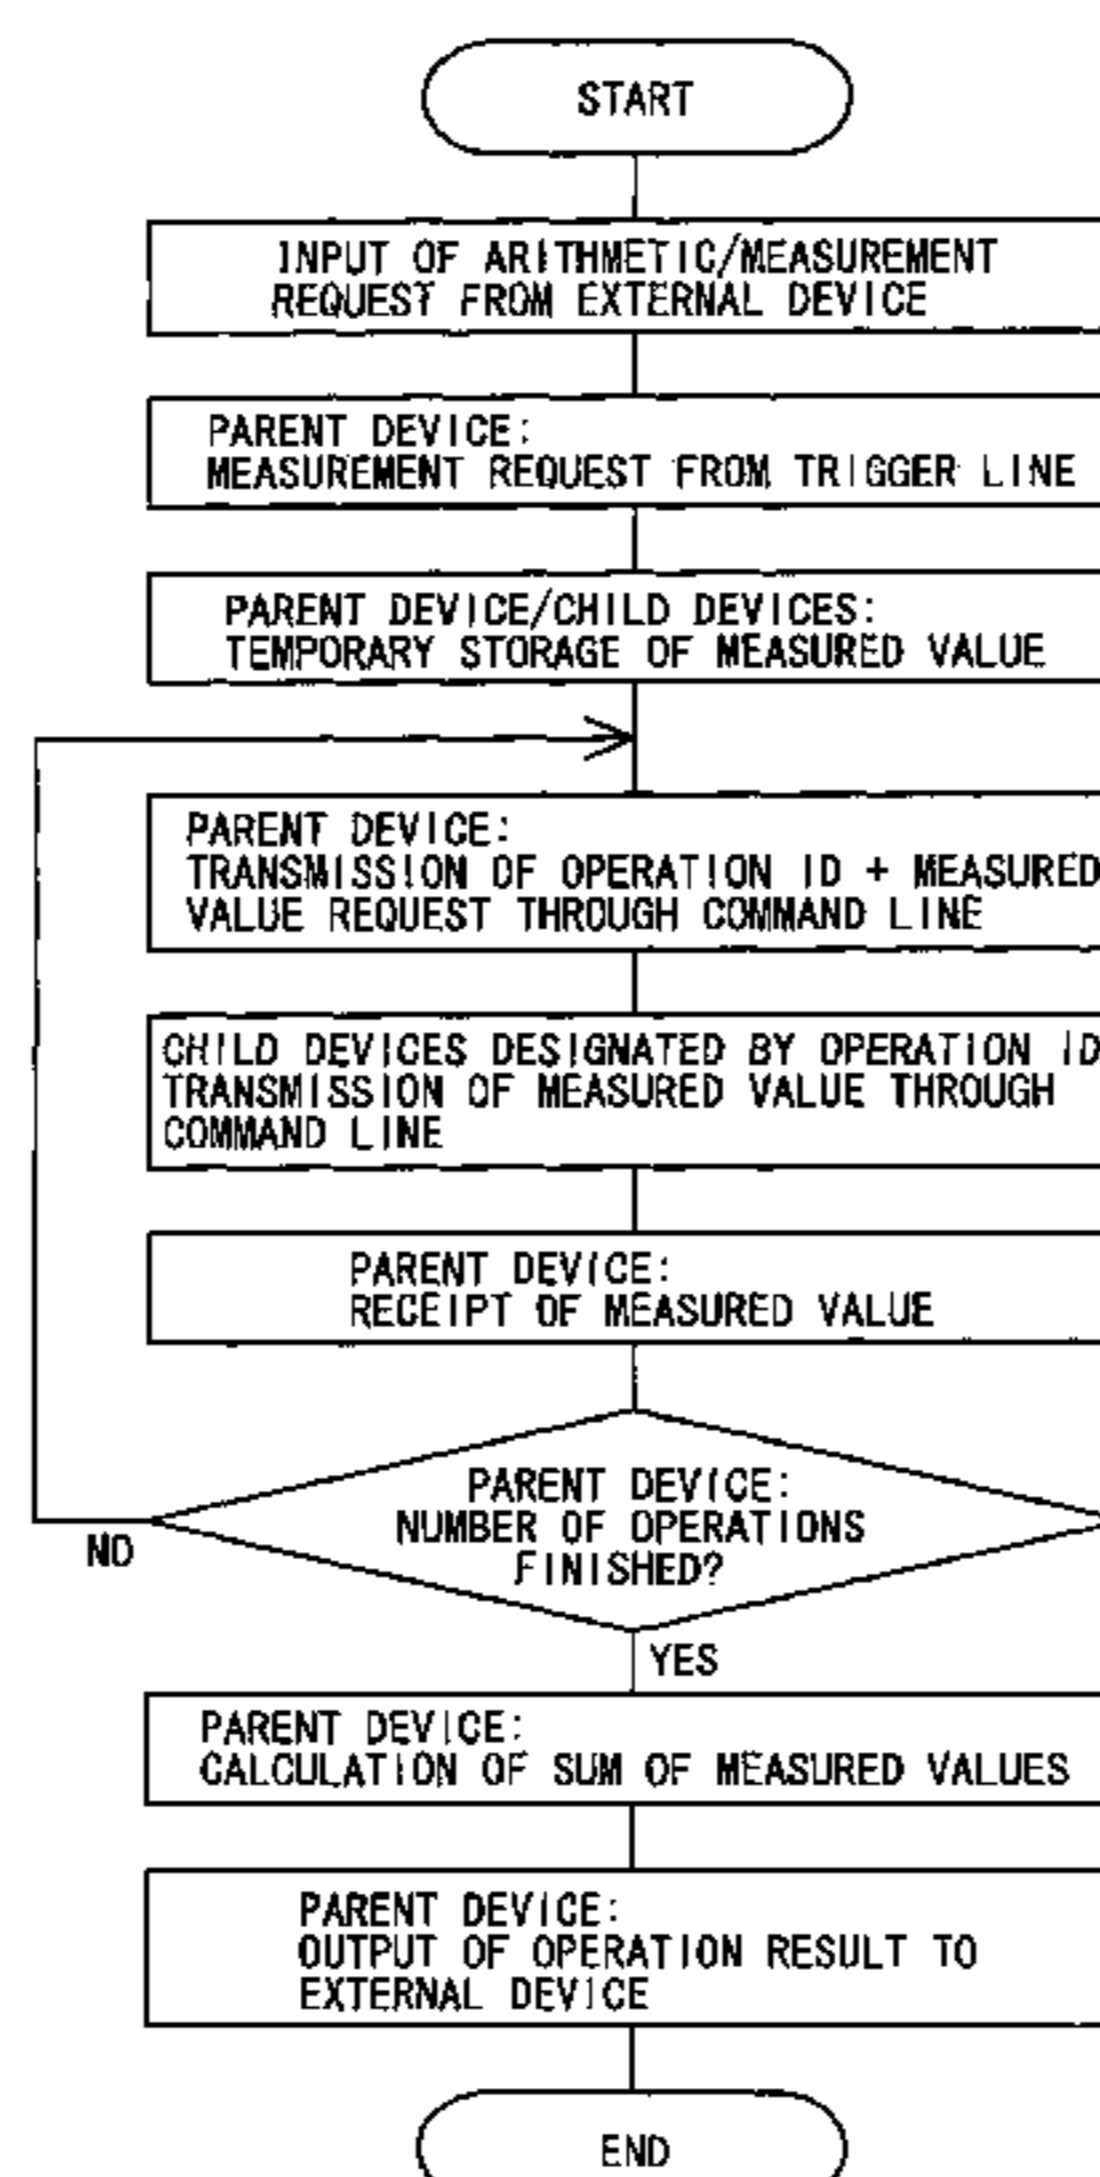 START
INPUT OF ARITHMETIC/MEASUREMENT
REQUEST FROM EXTERNAL DEVICE
PARENT DEVICE:
MEASUREMENT REQUEST FROM TRIGGER LINE
PARENT DEVICE/CHILD DEVICES:
TEMPORARY STORAGE OF MEASURED VALUE
PARENT DEVICE:
TRANSMISSION OF OPERATION ID + MEASURED
VALUE REQUEST THROUGH COMMAND LINE
CHILD DEVICES DESIGNATED BY OPERATION ID
TRANSMISSION OF MEASURED VALUE THROUGH
COMMAND LINE
PARENT DEVICE:
RECEIPT OF MEASURED VALUE
PARENT DEVICE:
NUMBER OF OPERATIONS
FINISHED?
NO
YES
PARENT DEVICE:
CALCULATION OF SUM OF MEASURED VALUES
PARENT DEVICE:
OUTPUT OF OPERATION RESULT TO
EXTERNAL DEVICE
END